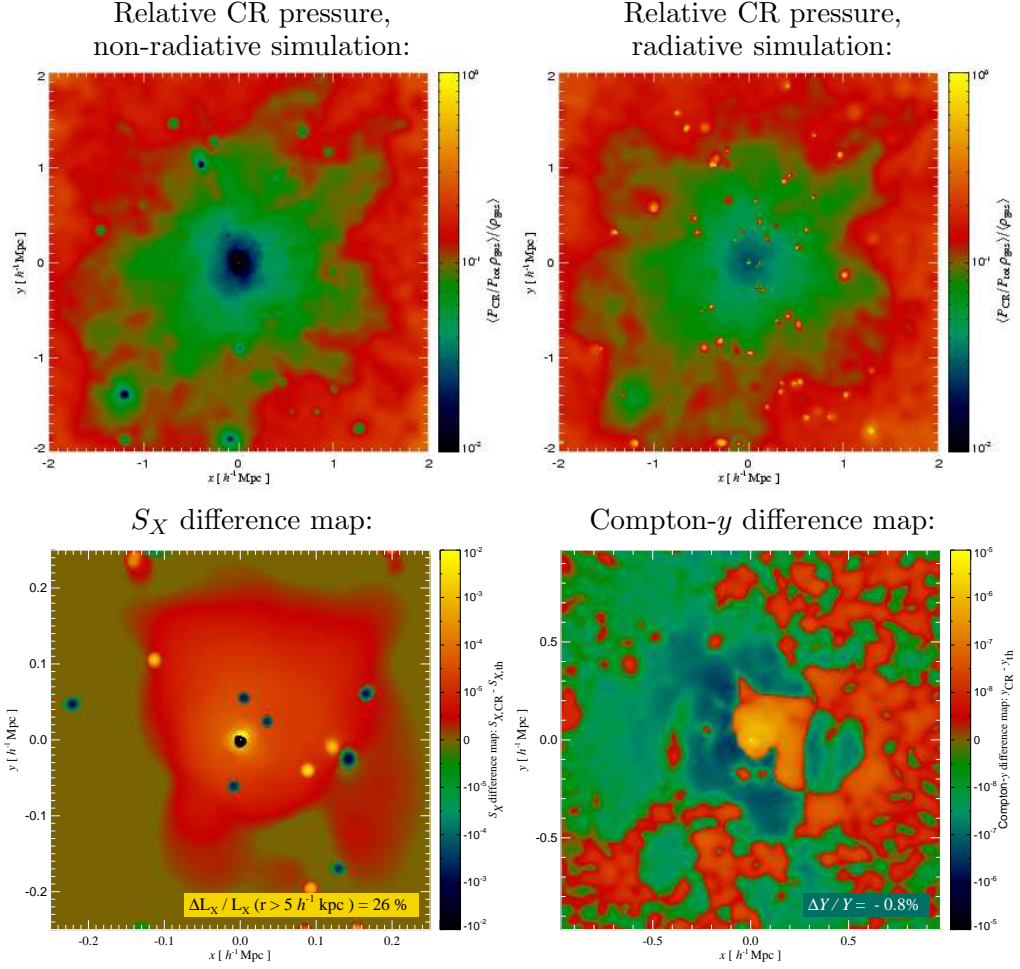 Relative CR pressure,
non-radiative simulation:
Relative CR pressure,
radiative simulation:
2
1
0
-1
-2
y [ h⁻¹ Mpc ]
-2 -1 0 1 2
x [ h⁻¹ Mpc ]
10⁰
10⁻¹
10⁻²
⟨P_CR / P_tot ρ_gas⟩ / ⟨ρ_gas⟩
2
1
0
-1
-2
y [ h⁻¹ Mpc ]
-2 -1 0 1 2
x [ h⁻¹ Mpc ]
10⁰
10⁻¹
10⁻²
⟨P_CR / P_tot ρ_gas⟩ / ⟨ρ_gas⟩
S_X difference map:
Compton-y difference map:
0.2
0.1
0.0
-0.1
-0.2
y [ h⁻¹ Mpc ]
ΔL_X / L_X (r > 5 h⁻¹ kpc ) = 26 %
-0.2 -0.1 0.0 0.1 0.2
x [ h⁻¹ Mpc ]
10⁻²
10⁻³
10⁻⁴
10⁻⁵
0
-10⁻⁵
-10⁻⁴
-10⁻³
-10⁻²
S_X difference map: S_X,CR - S_X,th
0.5
0.0
-0.5
y [ h⁻¹ Mpc ]
ΔY / Y = - 0.8%
-0.5 0.0 0.5
x [ h⁻¹ Mpc ]
10⁻⁵
10⁻⁶
10⁻⁷
10⁻⁸
0
-10⁻⁸
-10⁻⁷
-10⁻⁶
-10⁻⁵
Compton-y difference map: y_CR - y_th